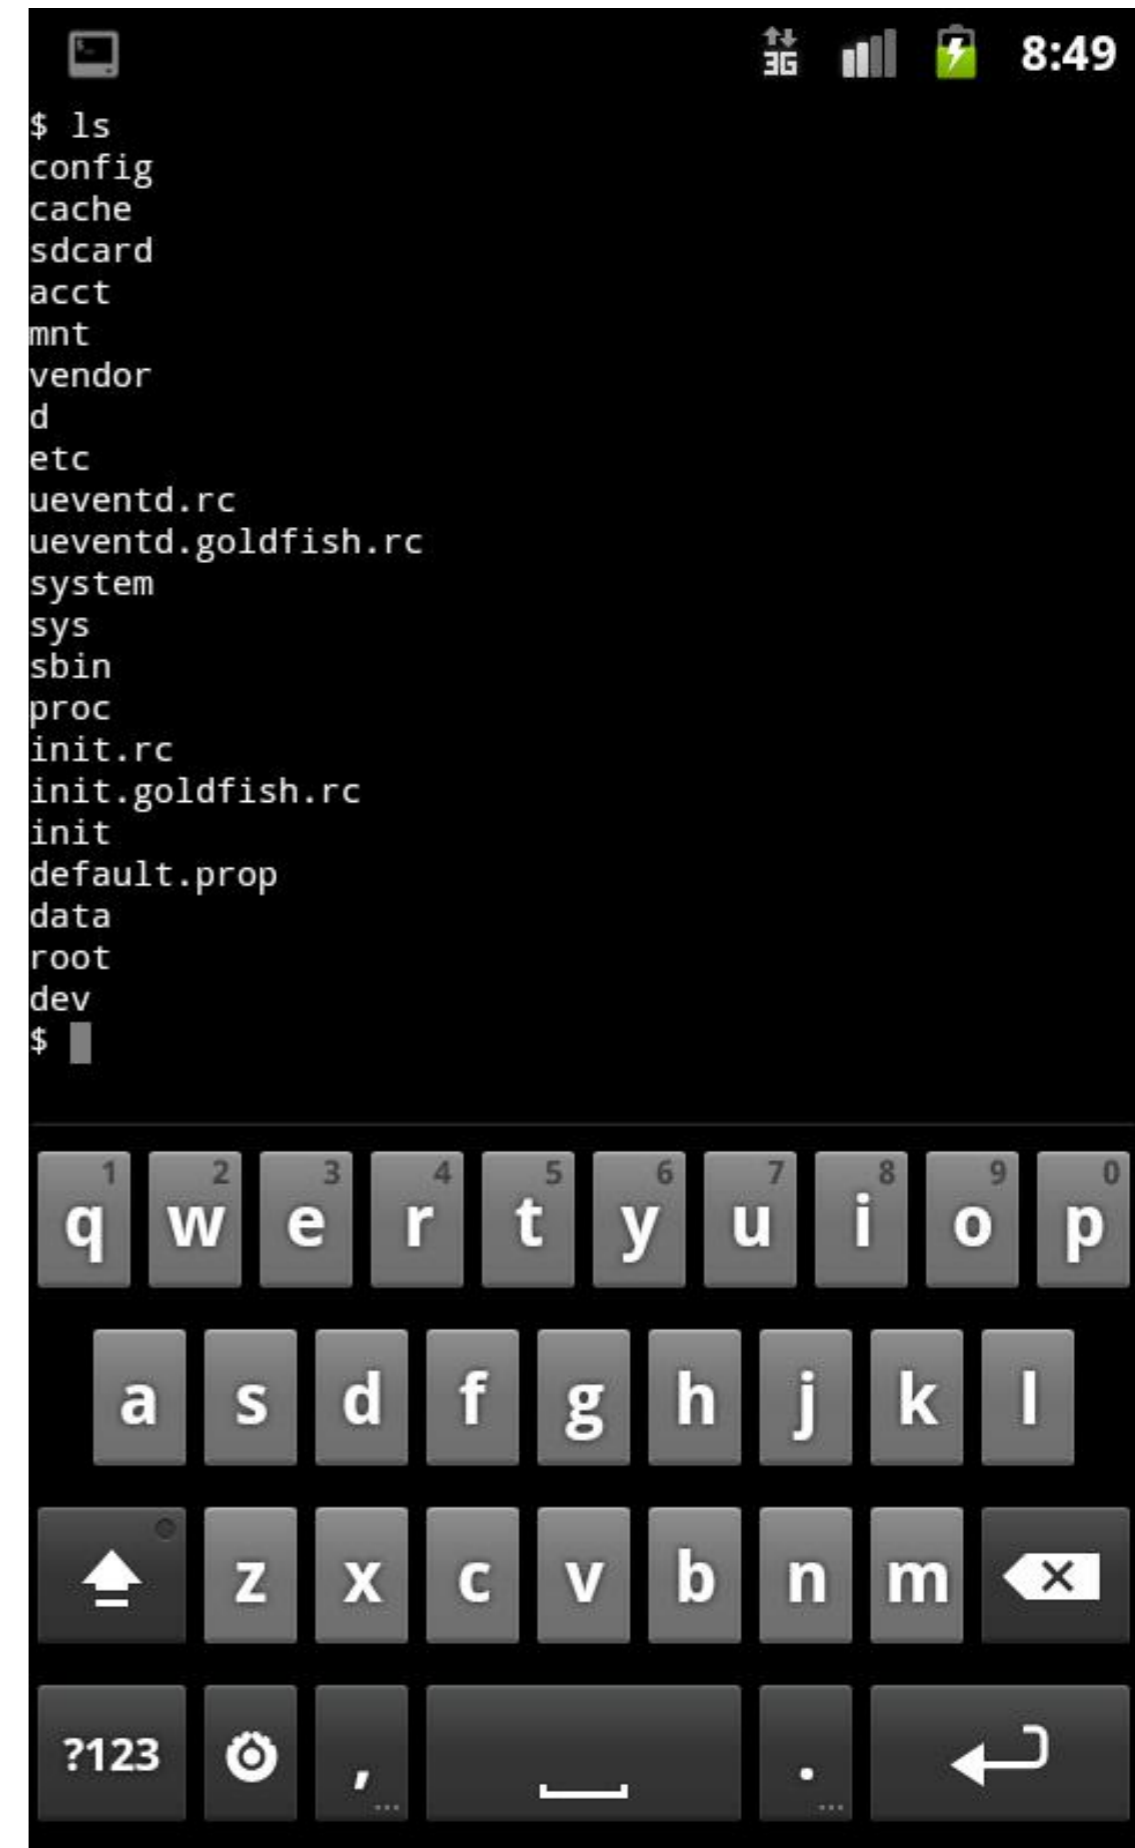 3G 8:49
$ ls
config
cache
sdcard
acct
mnt
vendor
d
etc
ueventd.rc
ueventd.goldfish.rc
system
sys
sbin
proc
init.rc
init.goldfish.rc
init
default.prop
data
root
dev
$
1 2 3 4 5 6 7 8 9 0
q w e r t y u i o p
a s d f g h j k l
z x c v b n m
?123 , .
... ...